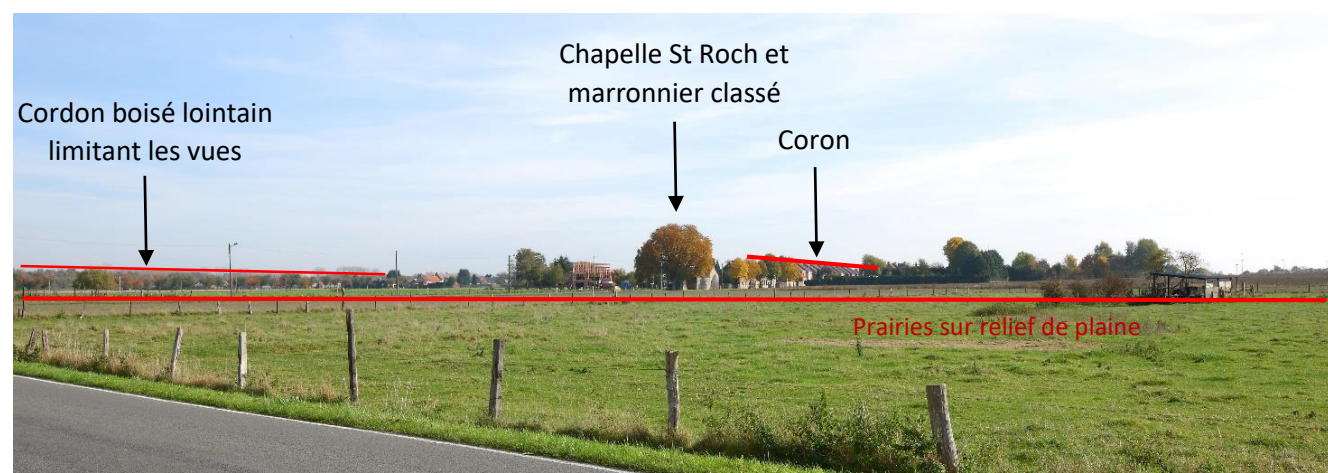 Chapelle St Roch et
marronnier classé
Cordon boisé lointain
limitant les vues
Coron
Prairies sur relief de plaine